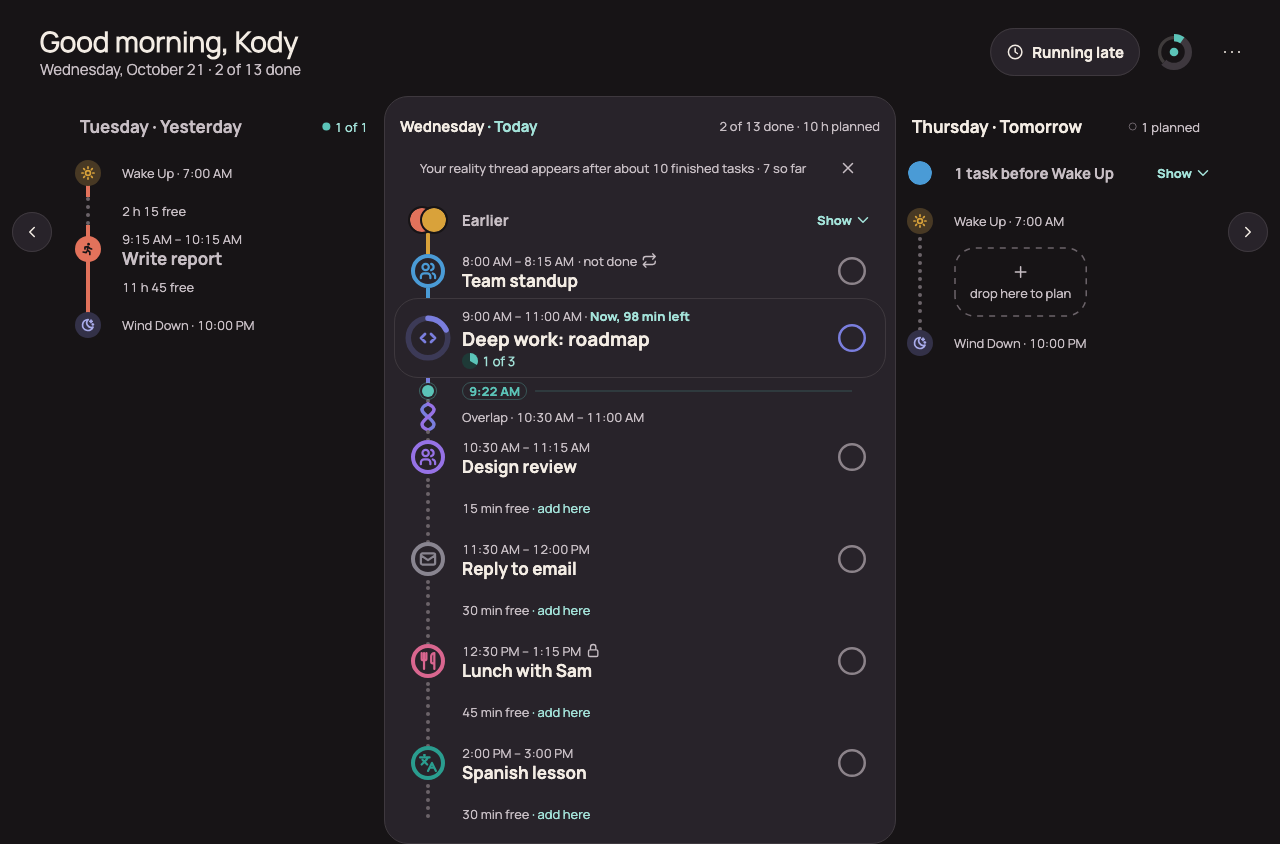 Good morning, Kody
Wednesday, October 21 · 2 of 13 done
Running late
Tuesday · Yesterday
1 of 1
Wake Up · 7:00 AM
2 h 15 free
9:15 AM – 10:15 AM
Write report
11 h 45 free
Wind Down · 10:00 PM
Wednesday · Today
2 of 13 done · 10 h planned
Your reality thread appears after about 10 finished tasks · 7 so far
Earlier
Show
8:00 AM – 8:15 AM · not done
Team standup
9:00 AM – 11:00 AM · Now, 98 min left
Deep work: roadmap
1 of 3
9:22 AM
Overlap · 10:30 AM – 11:00 AM
10:30 AM – 11:15 AM
Design review
15 min free · add here
11:30 AM – 12:00 PM
Reply to email
30 min free · add here
12:30 PM – 1:15 PM
Lunch with Sam
45 min free · add here
2:00 PM – 3:00 PM
Spanish lesson
30 min free · add here
Thursday · Tomorrow
1 planned
1 task before Wake Up
Show
Wake Up · 7:00 AM
drop here to plan
Wind Down · 10:00 PM